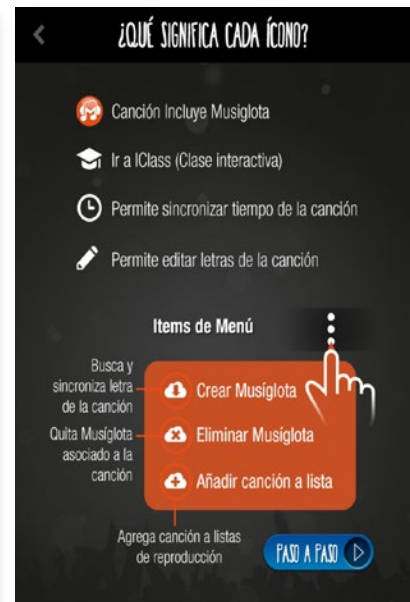 ¿QUÉ SIGNIFICA CADA ÍCONO?
Canción Incluye Musiglota
Ir a IClass (Clase interactiva)
Permite sincronizar tiempo de la canción
Permite editar letras de la canción
Items de Menú
Busca y
sincroniza letra
de la canción
Crear Musíglota
Quita Musíglota
asociado a la
canción
Eliminar Musíglota
Añadir canción a lista
Agrega canción a listas
de reproducción
PASO A PASO